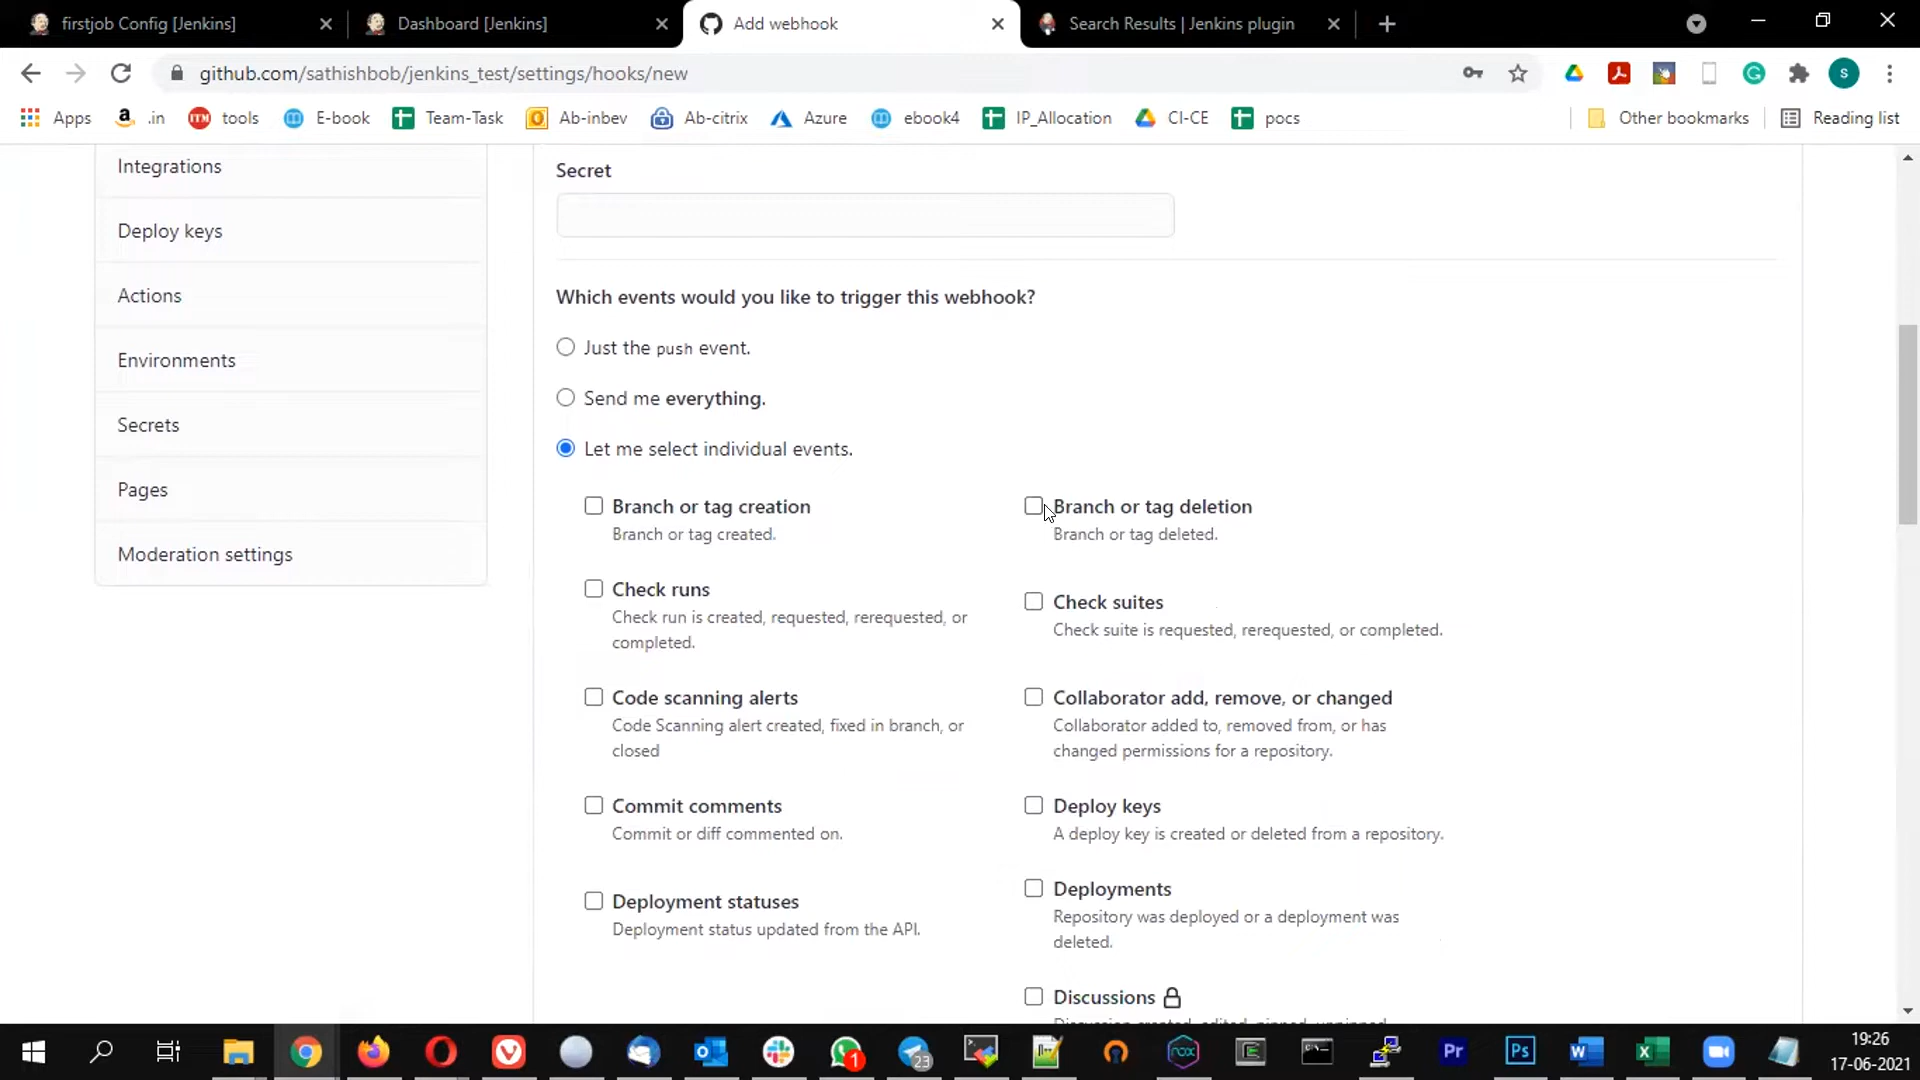 firstjob Config [Jenkins]
Dashboard [Jenkins]
Add webhook
Search Results | Jenkins plugin
github.com/sathishbob/jenkins_test/settings/hooks/new
S
Apps
.in
ITM
tools
E-book
Team-Task
Ab-inbev
Ab-citrix
Azure
ebook4
IP_Allocation
CI-CE
pocs
Other bookmarks
Reading list
Integrations
Deploy keys
Actions
Environments
Secrets
Pages
Moderation settings
Secret
Which events would you like to trigger this webhook?
Just the push event.
Send me everything.
Let me select individual events.
Branch or tag creation
Branch or tag created.
Branch or tag deletion
Branch or tag deleted.
Check runs
Check run is created, requested, rerequested, or
completed.
Check suites
Check suite is requested, rerequested, or completed.
Code scanning alerts
Code Scanning alert created, fixed in branch, or
closed
Collaborator add, remove, or changed
Collaborator added to, removed from, or has
changed permissions for a repository.
Commit comments
Commit or diff commented on.
Deploy keys
A deploy key is created or deleted from a repository.
Deployment statuses
Deployment status updated from the API.
Deployments
Repository was deployed or a deployment was
deleted.
Discussions
1
23
nox
Pr
Ps
19:26
17-06-2021